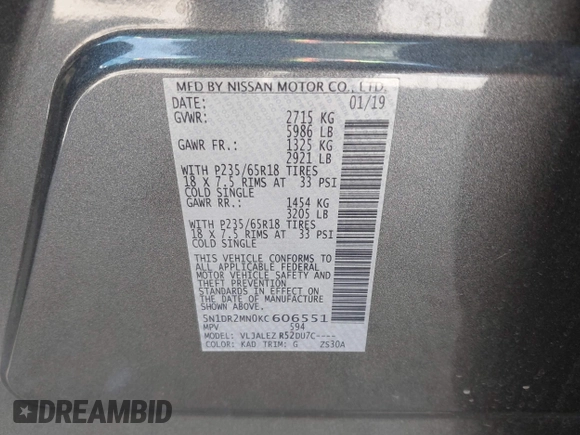 MFD BY NISSAN MOTOR CO., LTD.
DATE: 01/19
GVWR: 2715 KG
5986 LB
GAWR FR.: 1325 KG
2921 LB
WITH P235/65R18 TIRES
18 X 7.5 RIMS AT 33 PSI
COLD SINGLE
GAWR RR.: 1454 KG
3205 LB
WITH P235/65R18 TIRES
18 X 7.5 RIMS AT 33 PSI
COLD SINGLE
THIS VEHICLE CONFORMS TO
ALL APPLICABLE FEDERAL
MOTOR VEHICLE SAFETY AND
THEFT PREVENTION
STANDARDS IN EFFECT ON THE
DATE OF MANUFACTURE
SHOWN ABOVE.
5N1DR2MN0KC606551
MPV 594
MODEL: VLJALEZ R52DU7C----
COLOR: KAD TRIM: G ZS30A
DREAMBID